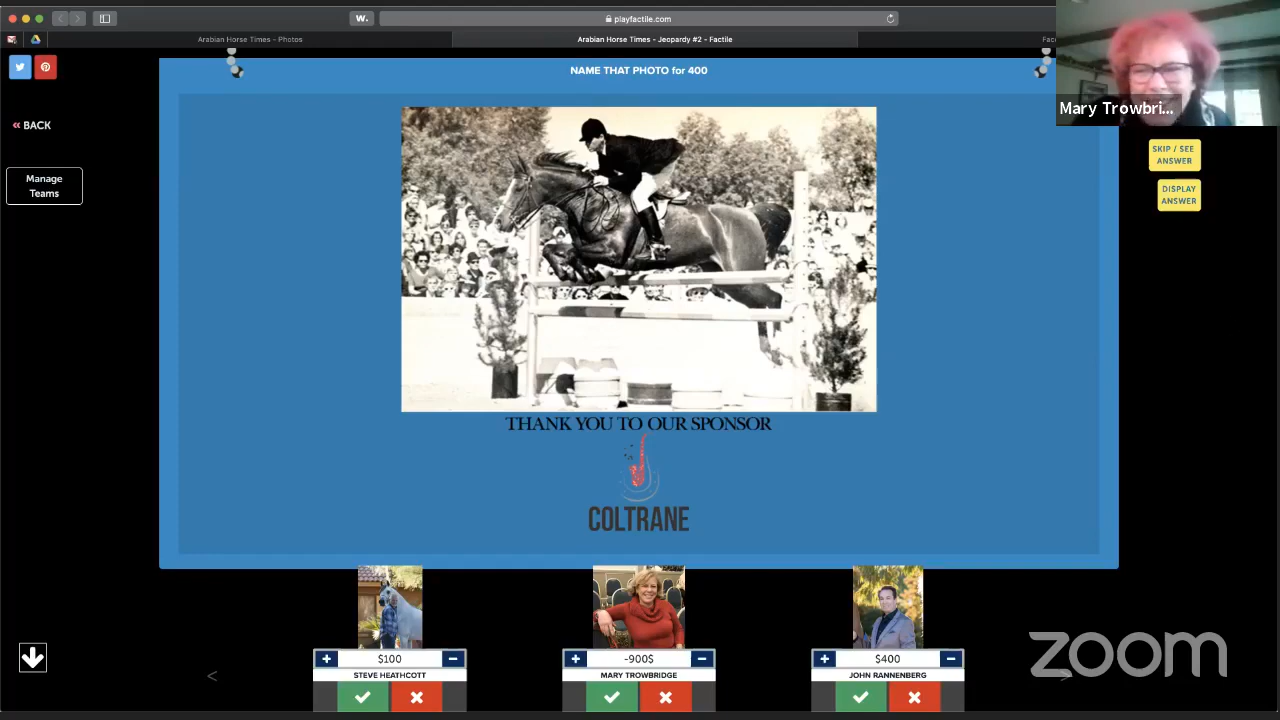 W.
playfactile.com
Arabian Horse Times - Photos
Arabian Horse Times - Jeopardy #2 - Factile
Fac
NAME THAT PHOTO for 400
Mary Trowbri...
« BACK
Manage
Teams
SKIP / SEE
ANSWER
DISPLAY
ANSWER
THANK YOU TO OUR SPONSOR
COLTRANE
+ $100 −
STEVE HEATHCOTT
+ -900$ −
MARY TROWBRIDGE
+ $400 −
JOHN RANNENBERG
zoom